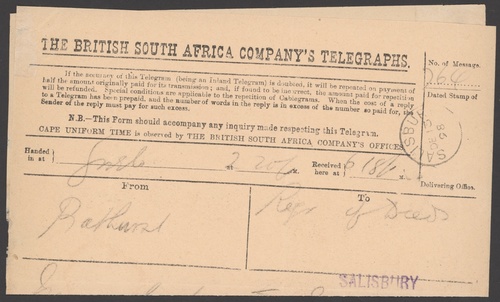 THE BRITISH SOUTH AFRICA COMPANY'S TELEGRAPHS.
If the accuracy of this Telegram (being an Inland Telegram) is doubted, it will be repeated on payment of
half the amount originally paid for its transmission; and, if found to be incorrect, the amount paid for repetition
will be refunded. Special conditions are applicable to the repetition of Cablegrams. When the cost of a reply
to a Telegram has been prepaid, and the number of words in the reply is in excess of the number so paid for, the
Sender of the reply must pay for such excess.
N.B.—This Form should accompany any inquiry made respecting this Telegram.
CAPE UNIFORM TIME is OBSERVED BY THE BRITISH SOUTH AFRICA COMPANY'S OFFICES.
No. of Message.
Dated Stamp of
SALISBURY
Delivering Office.
Handed in at
M.
Received here at
M.
From
To
Bathurst
Regr of Deeds
SALISBURY